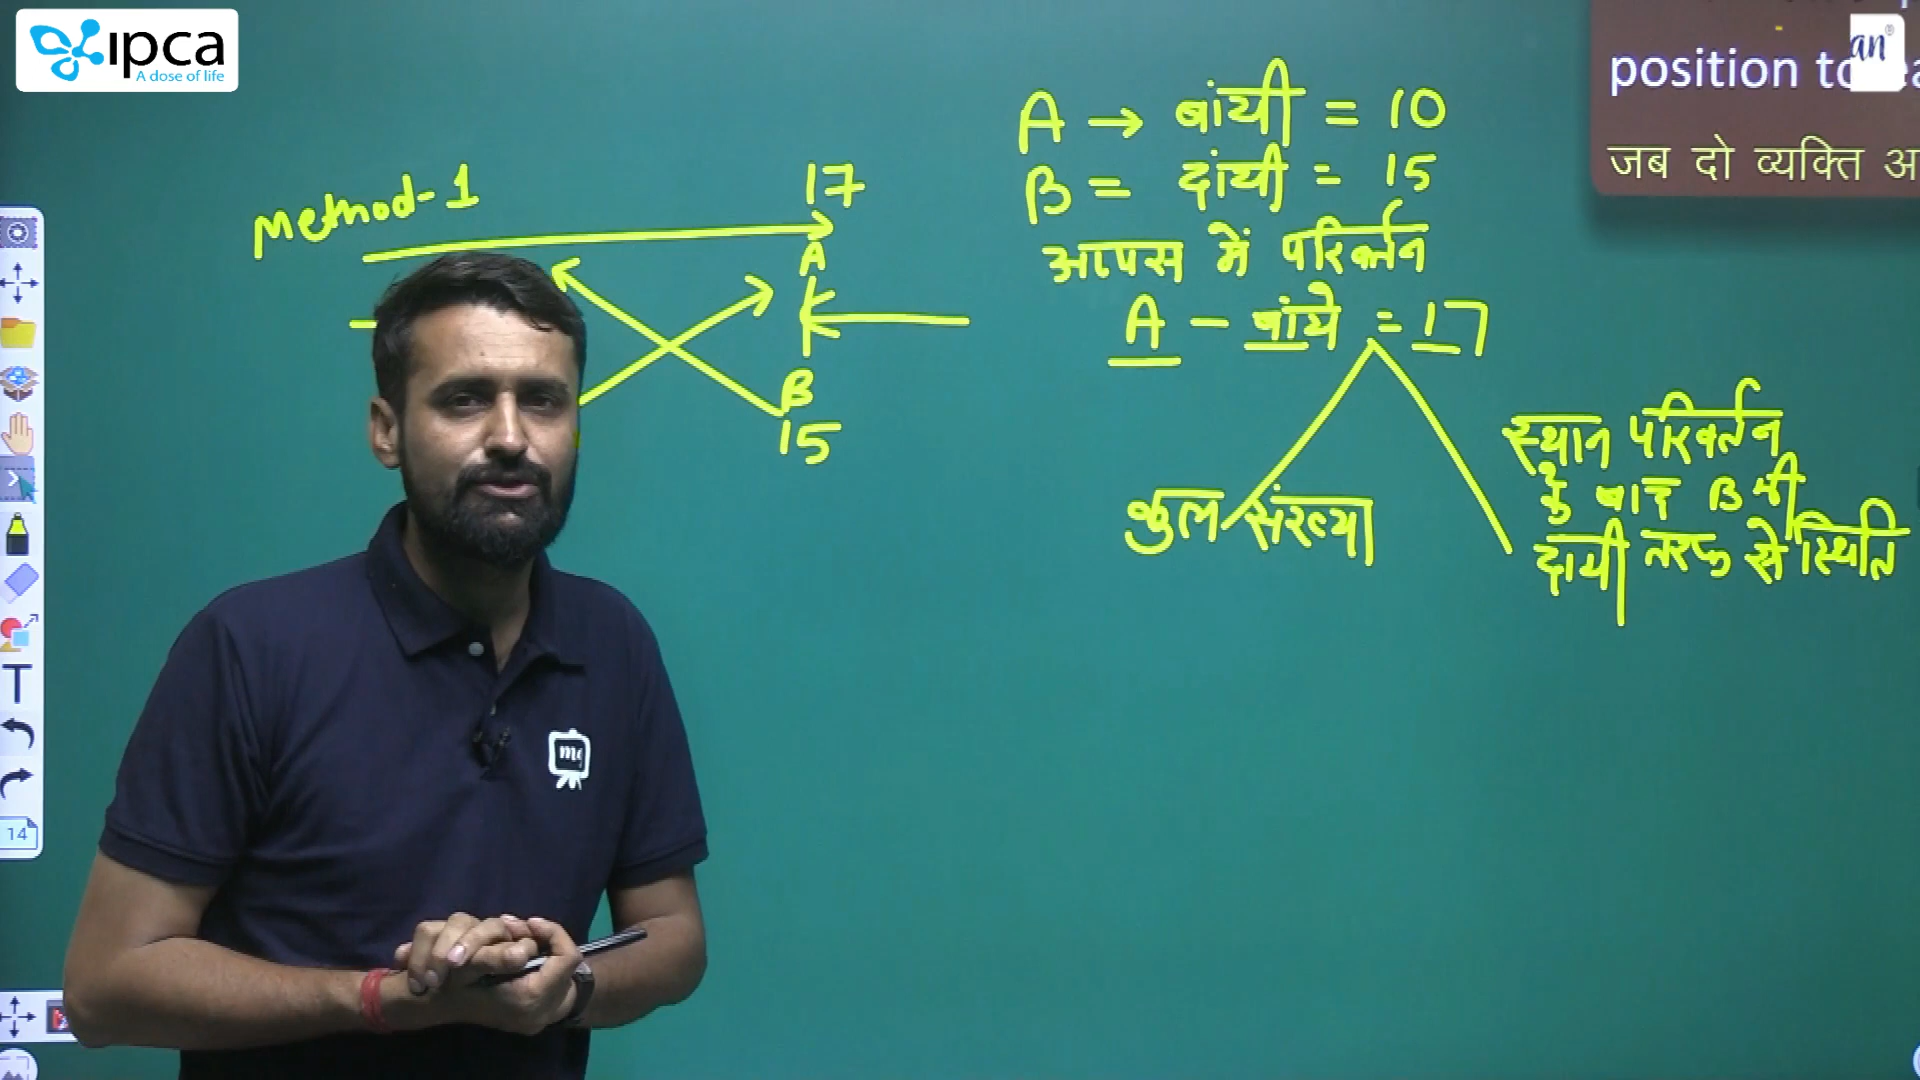 ipca
A dose of life
an
position to
जब दो व्यक्ति अ
A → बांयी = 10
B = दांयी = 15
आपस में परिवर्तन
A - बांये = 17
कुल संख्या
स्थान परिवर्तन
के बाद B की
दायी तरफ से स्थिति
Method-1
17
A
B
15
T
14